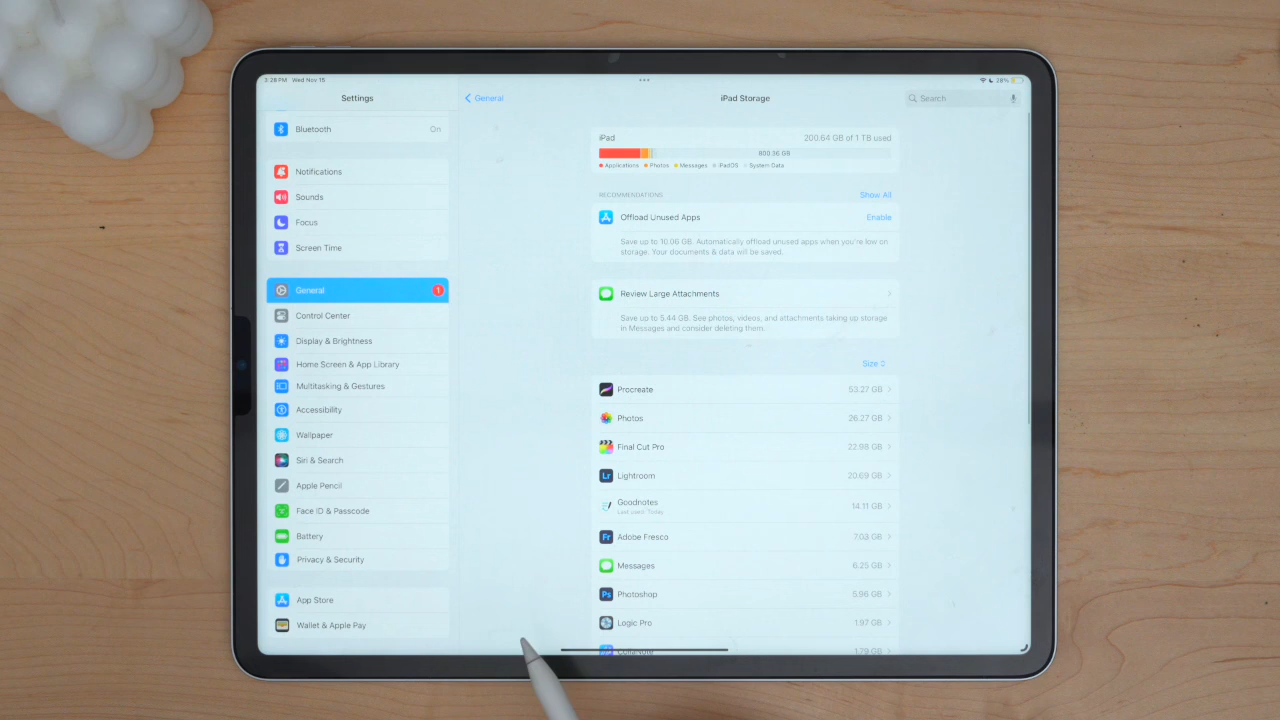 3:28 PM Wed Nov 15
28%
Settings
Bluetooth On
Notifications
Sounds
Focus
Screen Time
General 1
Control Center
Display & Brightness
Home Screen & App Library
Multitasking & Gestures
Accessibility
Wallpaper
Siri & Search
Apple Pencil
Face ID & Passcode
Battery
Privacy & Security
App Store
Wallet & Apple Pay
General
iPad Storage
Search
iPad 200.64 GB of 1 TB used
800.36 GB
Applications Photos Messages iPadOS System Data
RECOMMENDATIONS Show All
Offload Unused Apps Enable
Save up to 10.06 GB. Automatically offload unused apps when you're low on
storage. Your documents & data will be saved.
Review Large Attachments
Save up to 5.44 GB. See photos, videos, and attachments taking up storage
in Messages and consider deleting them.
Size
Procreate 53.27 GB
Photos 26.27 GB
Final Cut Pro 22.98 GB
Lr Lightroom 20.69 GB
Goodnotes 14.11 GB
Last used: Today
Fr Adobe Fresco 7.03 GB
Messages 6.25 GB
Ps Photoshop 5.96 GB
Logic Pro 1.97 GB
CollaNote 1.79 GB